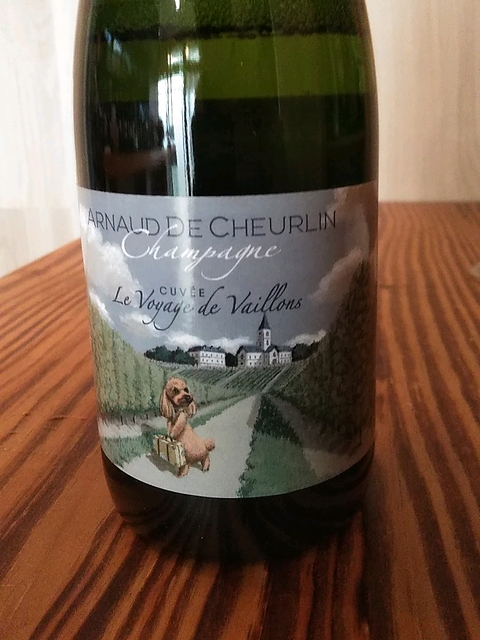 ARNAUD DE CHEURLIN
Champagne
CUVÉE
Le Voyage de Vaillons